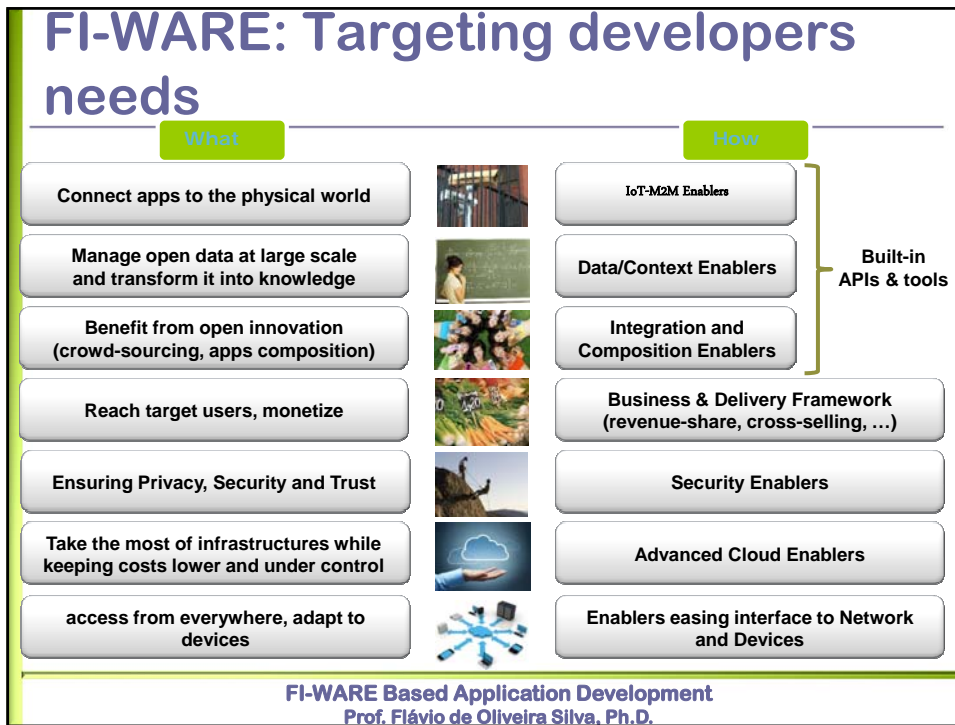 FI-WARE: Targeting developers
needs
What
How
Connect apps to the physical world
IoT-M2M Enablers
Manage open data at large scale
and transform it into knowledge
Data/Context Enablers
Built-in
APIs & tools
Benefit from open innovation
(crowd-sourcing, apps composition)
Integration and
Composition Enablers
Reach target users, monetize
Business & Delivery Framework
(revenue-share, cross-selling, …)
Ensuring Privacy, Security and Trust
Security Enablers
Take the most of infrastructures while
keeping costs lower and under control
Advanced Cloud Enablers
access from everywhere, adapt to
devices
Enablers easing interface to Network
and Devices
FI-WARE Based Application Development
Prof. Flávio de Oliveira Silva, Ph.D.